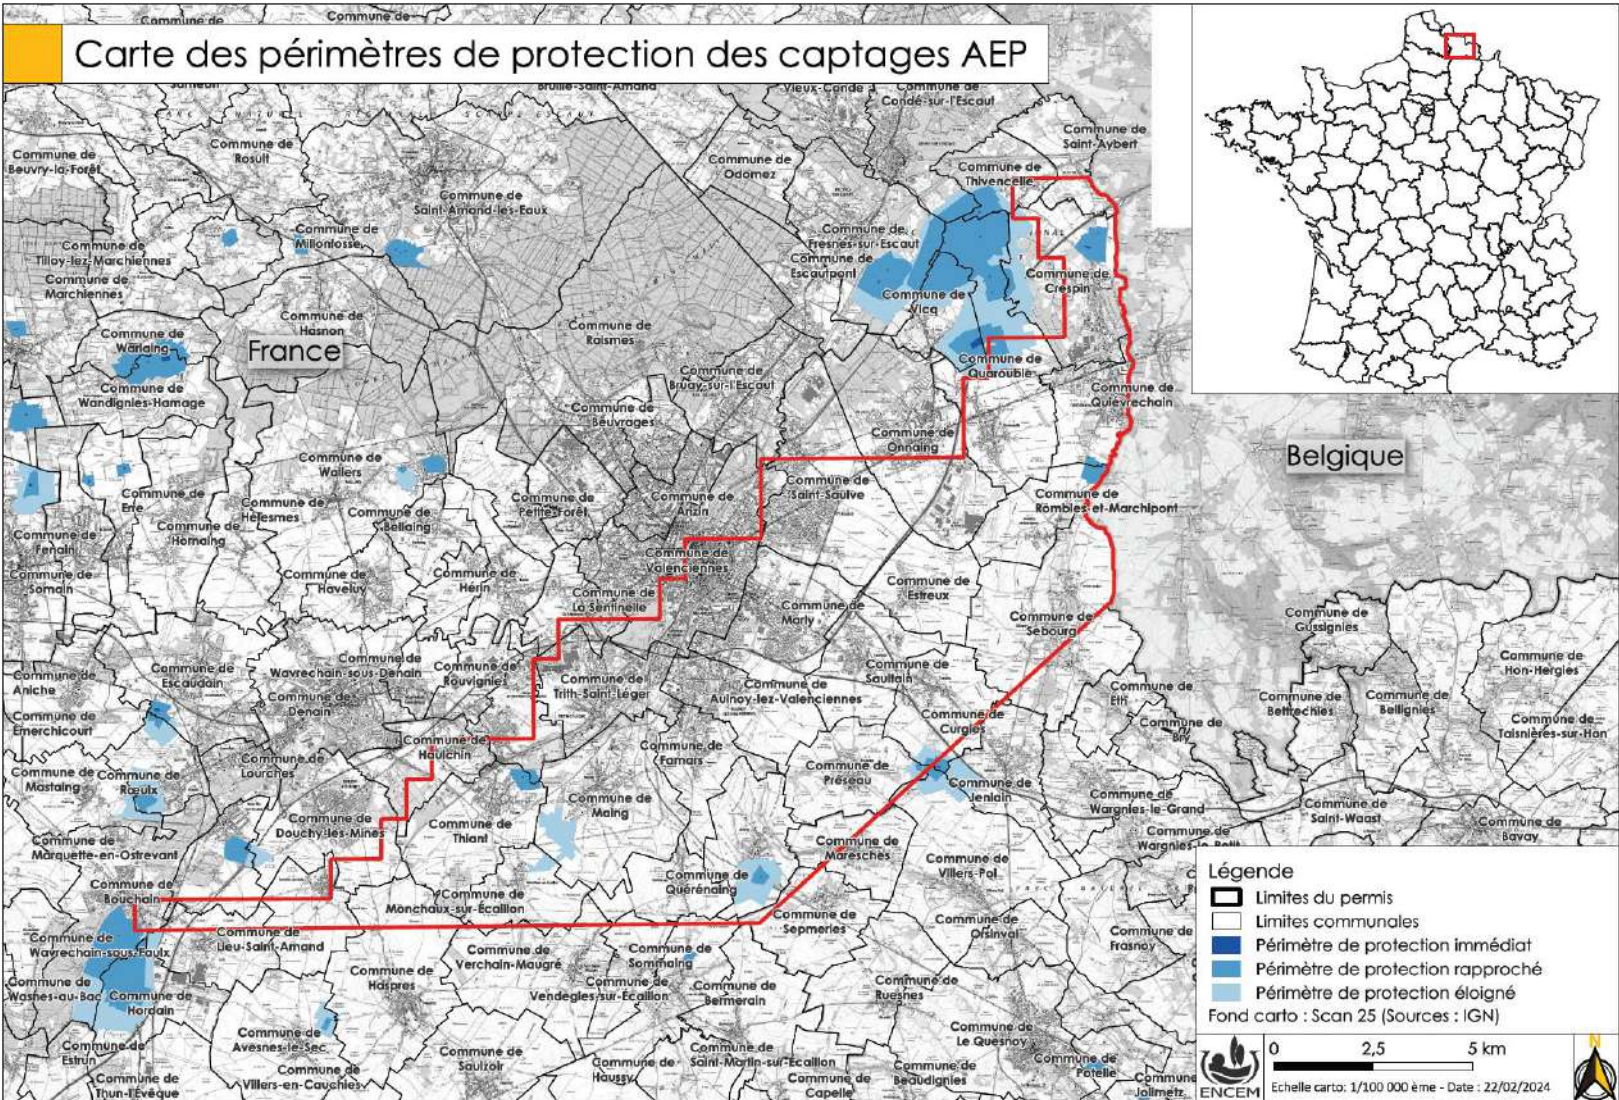 Commune de
Commune de
Carte des périmètres de protection des captages AEP
Bruille-Saint-Amand
Vieux-Condé
Commune de
Condé-sur-l'Escaut
Commune de
Saint-Aybert
Commune de
Beuvry-la-Forêt
Commune de
Rosult
Commune de
Odomez
Commune de
Thivencelle
Commune de
Saint-Amand-les-Eaux
Commune de
Millonfosse
Commune de
Tilloy-lez-Marchiennes
Commune de
Fresnes-sur-Escaut
Commune de
Escautpont
Commune de
Marchiennes
Commune de
Crespin
Commune de
Vicq
Commune de
Hasnon
Commune de
Raismes
Commune de
Warlaing
France
Commune de
Quarouble
Commune de
Bruay-sur-l'Escaut
Commune de
Wandignies-Hamage
Commune de
Quiévrechain
Commune de
Beuvrages
Commune de
Onnaing
Belgique
Commune de
Wallers
Commune de
Saint-Saulve
Commune de
Erre
Commune de
Hélesmes
Commune de
Bellaing
Commune de
Petite-Forêt
Commune de
Anzin
Commune de
Rombies-et-Marchipont
Commune de
Hornaing
Commune de
Fenain
Commune de
Valenciennes
Commune de
Somain
Commune de
Haveluy
Commune de
Hérin
Commune de
La Sentinelle
Commune de
Estreux
Commune de
Marly
Commune de
Sebourg
Commune de
Gussignies
Commune de
Hon-Hergies
Commune de
Aniche
Commune de
Escaudain
Commune de
Wavrechain-sous-Denain
Commune de
Rouvignies
Commune de
Trith-Saint-Léger
Commune de
Aulnoy-lez-Valenciennes
Commune de
Saultain
Commune de
Denain
Commune de
Eth
Commune de
Bettrechies
Commune de
Bellignies
Commune de
Emerchicourt
Commune de
Curgies
Commune de
Bry
Commune de
Taisnières-sur-Hon
Commune de
Haulchin
Commune de
Famars
Commune de
Lourches
Commune de
Mastaing
Commune de
Rœulx
Commune de
Préseau
Commune de
Jenlain
Commune de
Maing
Commune de
Wargnies-le-Grand
Commune de
Saint-Waast
Commune de
Bavay
Commune de
Douchy-les-Mines
Commune de
Thiant
Commune de
Wargnies-le-Petit
Commune de
Marquette-en-Ostrevant
Commune de
Maresches
Commune de
Villers-Pol
Commune de
Quérénaing
Commune de
Bouchain
Commune de
Monchaux-sur-Écaillon
Commune de
Sepmeries
Commune de
Orsinval
Commune de
Frasnoy
Commune de
Wavrechain-sous-Faulx
Commune de
Lieu-Saint-Amand
Commune de
Verchain-Maugré
Commune de
Sommaing
Commune de
Haspres
Commune de
Vendegies-sur-Écaillon
Commune de
Bermerain
Commune de
Ruesnes
Commune de
Wasnes-au-Bac
Commune de
Hordain
Commune de
Avesnes-le-Sec
Commune de
Le Quesnoy
Commune de
Estrun
Commune de
Saulzoir
Commune de
Saint-Martin-sur-Écaillon
Commune de
Haussy
Commune de
Villers-en-Cauchies
Commune de
Thun-l'Évêque
Commune de
Capelle
Commune de
Beaudignies
Commune de
Potelle
Commune de
Jolimetz
Légende
Limites du permis
Limites communales
Périmètre de protection immédiat
Périmètre de protection rapproché
Périmètre de protection éloigné
Fond carto : Scan 25 (Sources : IGN)
ENCEM
0 2,5 5 km
Echelle carto: 1/100 000 ème - Date : 22/02/2024
N